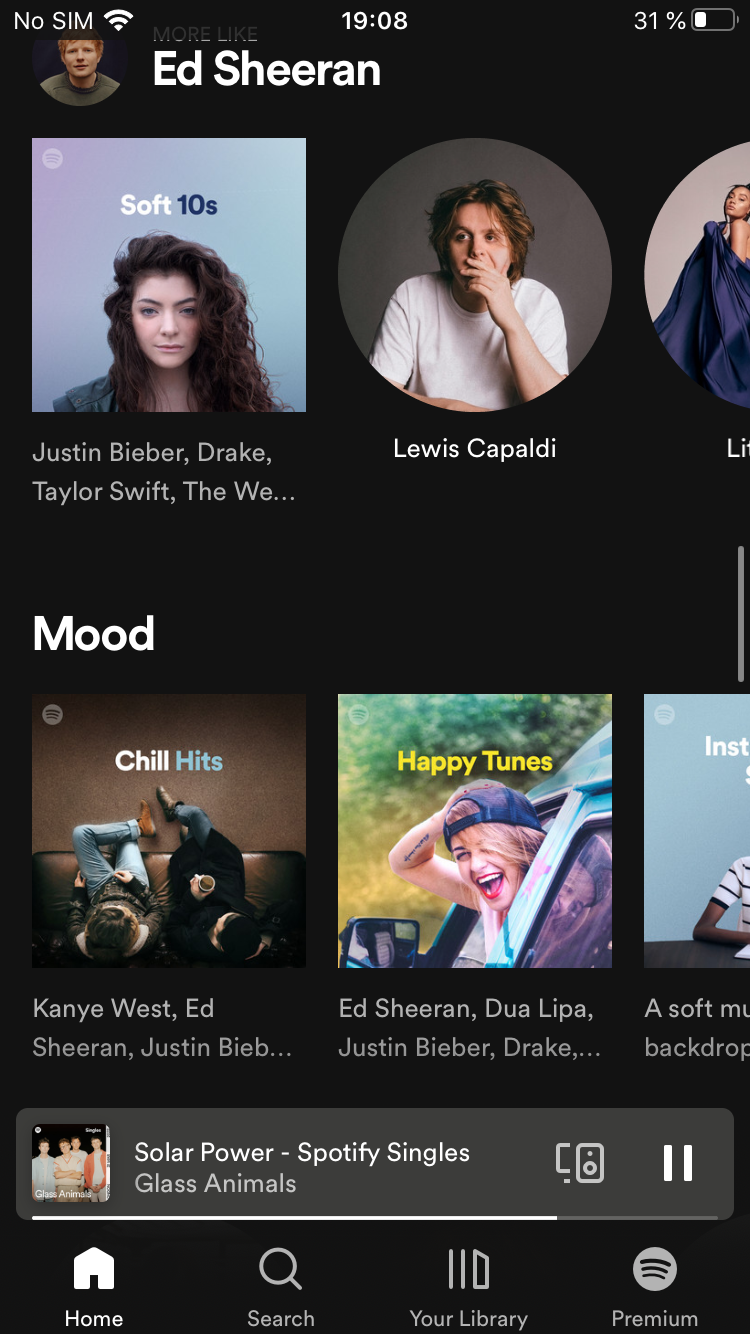 No SIM 19:08 31 %
MORE LIKE
Ed Sheeran
Soft 10s
Justin Bieber, Drake,
Taylor Swift, The We...
Lewis Capaldi
Lit
Mood
Chill Hits
Happy Tunes
Inst
S
Kanye West, Ed
Sheeran, Justin Bieb...
Ed Sheeran, Dua Lipa,
Justin Bieber, Drake,...
A soft mu
backdrop
Singles
Glass Animals
Solar Power - Spotify Singles
Glass Animals
Home Search Your Library Premium